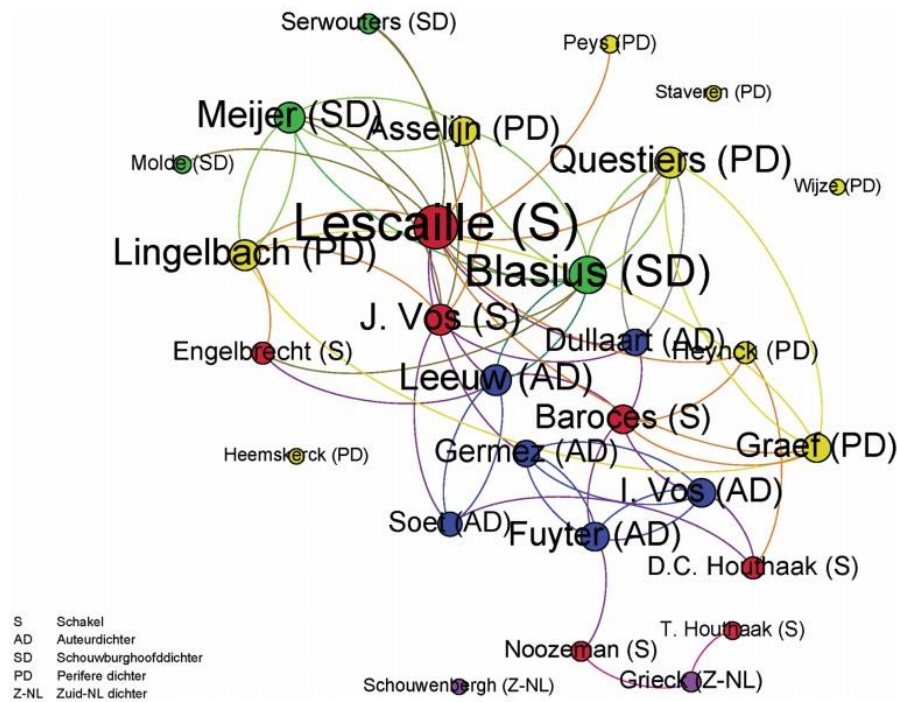 Serwouters (SD)
Peys (PD)
Staveren (PD)
Meijer (SD)
Asselijn (PD)
Molde (SD)
Questiers (PD)
Wijze (PD)
Lescaille (S)
Lingelbach (PD)
Blasius (SD)
J. Vos (S)
Dullaart (AD)
Engelbrecht (S)
Heynck (PD)
Leeuw (AD)
Baroces (S)
Heemskerck (PD)
Germez (AD)
Graef (PD)
I. Vos (AD)
Soet (AD)
Fuyter (AD)
D.C. Houthaak (S)
T. Houthaak (S)
Noozeman (S)
Grieck (Z-NL)
Schouwenbergh (Z-NL)
S Schakel
AD Auteurdichter
SD Schouwburghoofddichter
PD Perifere dichter
Z-NL Zuid-NL dichter